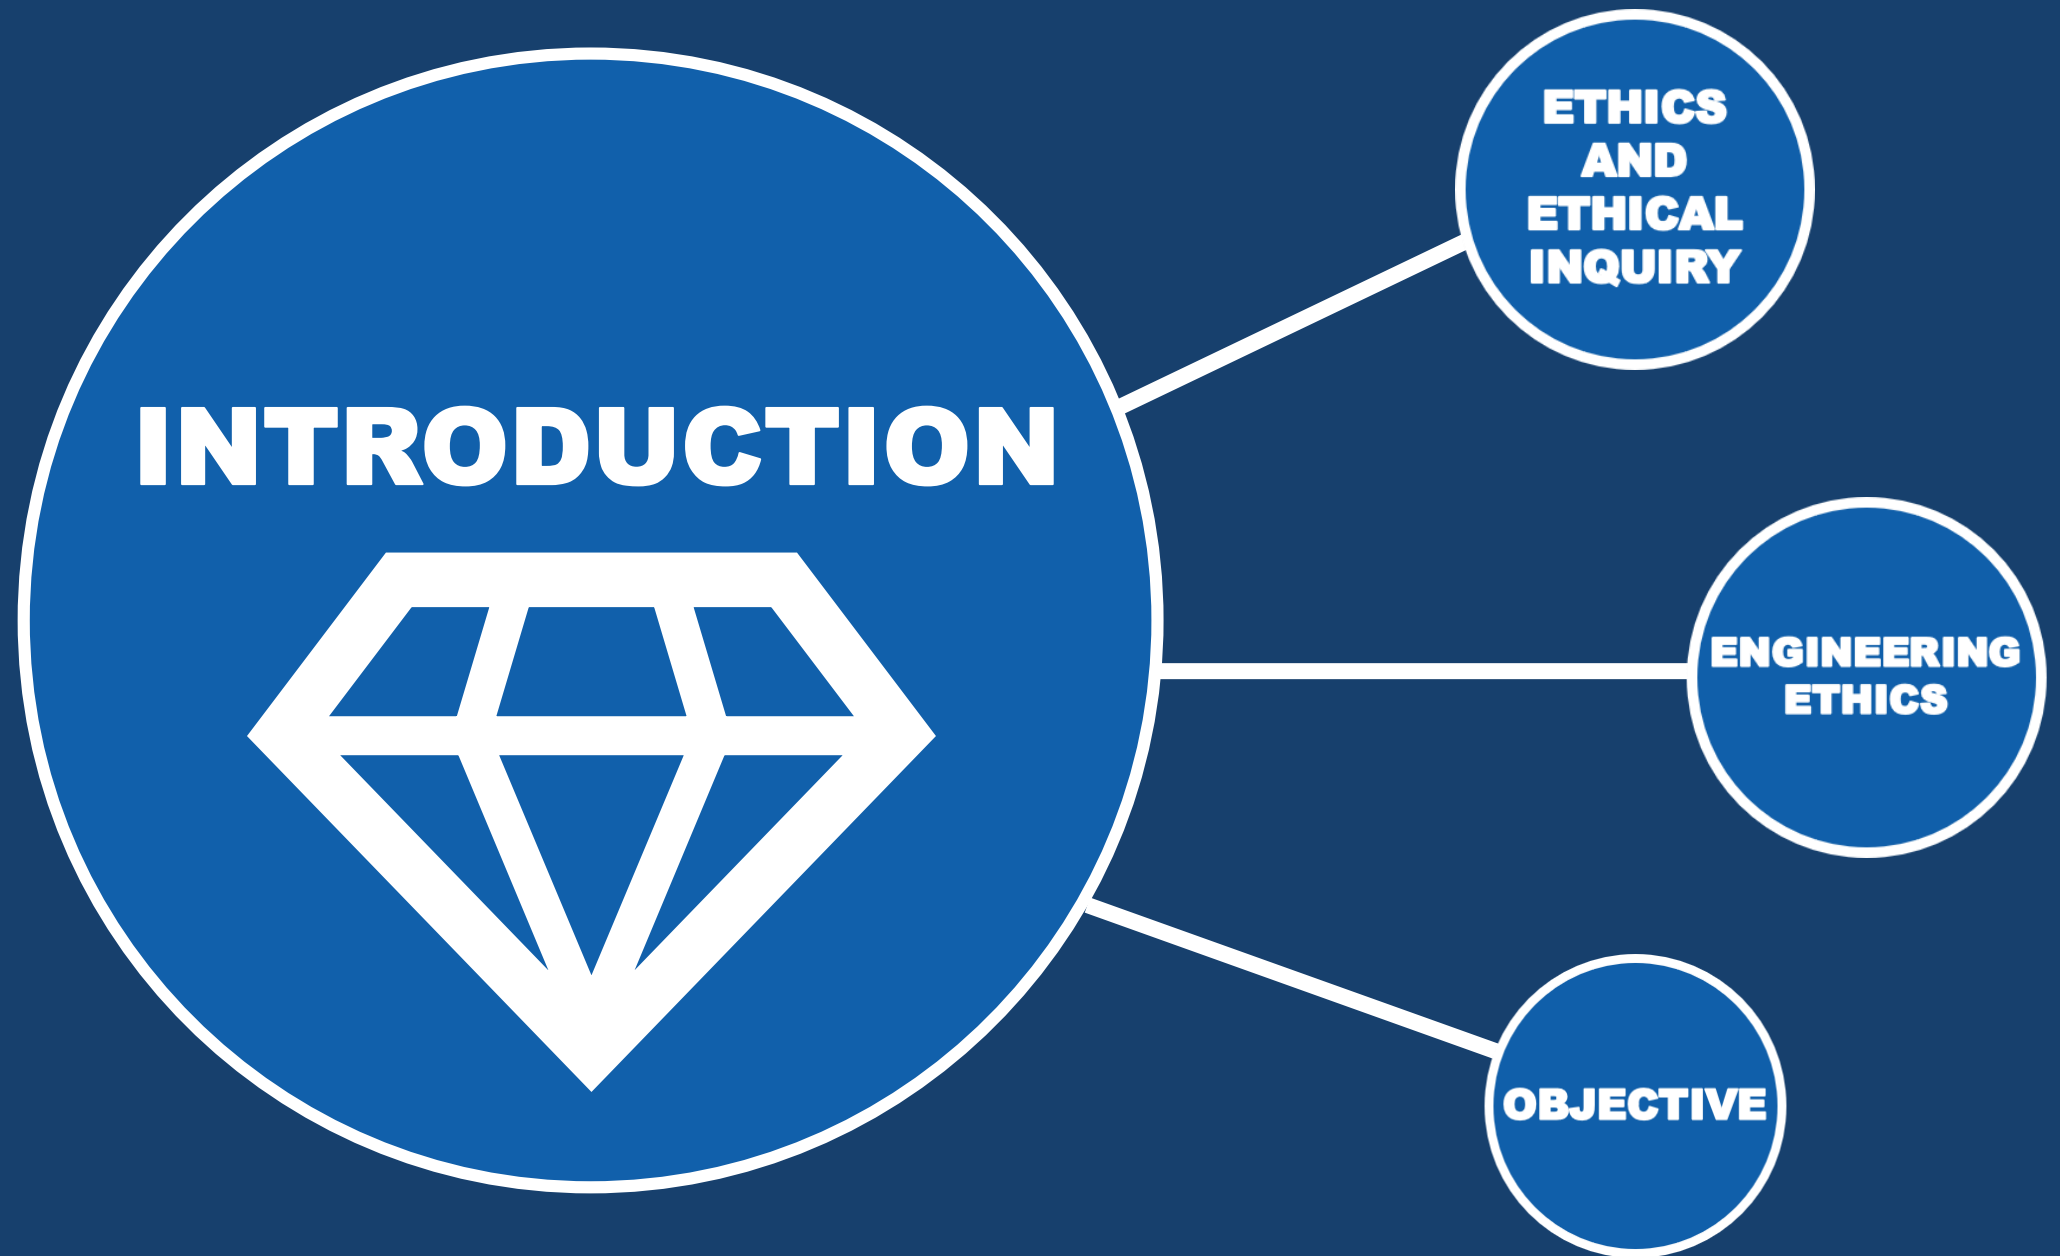 INTRODUCTION
ETHICS
AND
ETHICAL
INQUIRY
ENGINEERING
ETHICS
OBJECTIVE